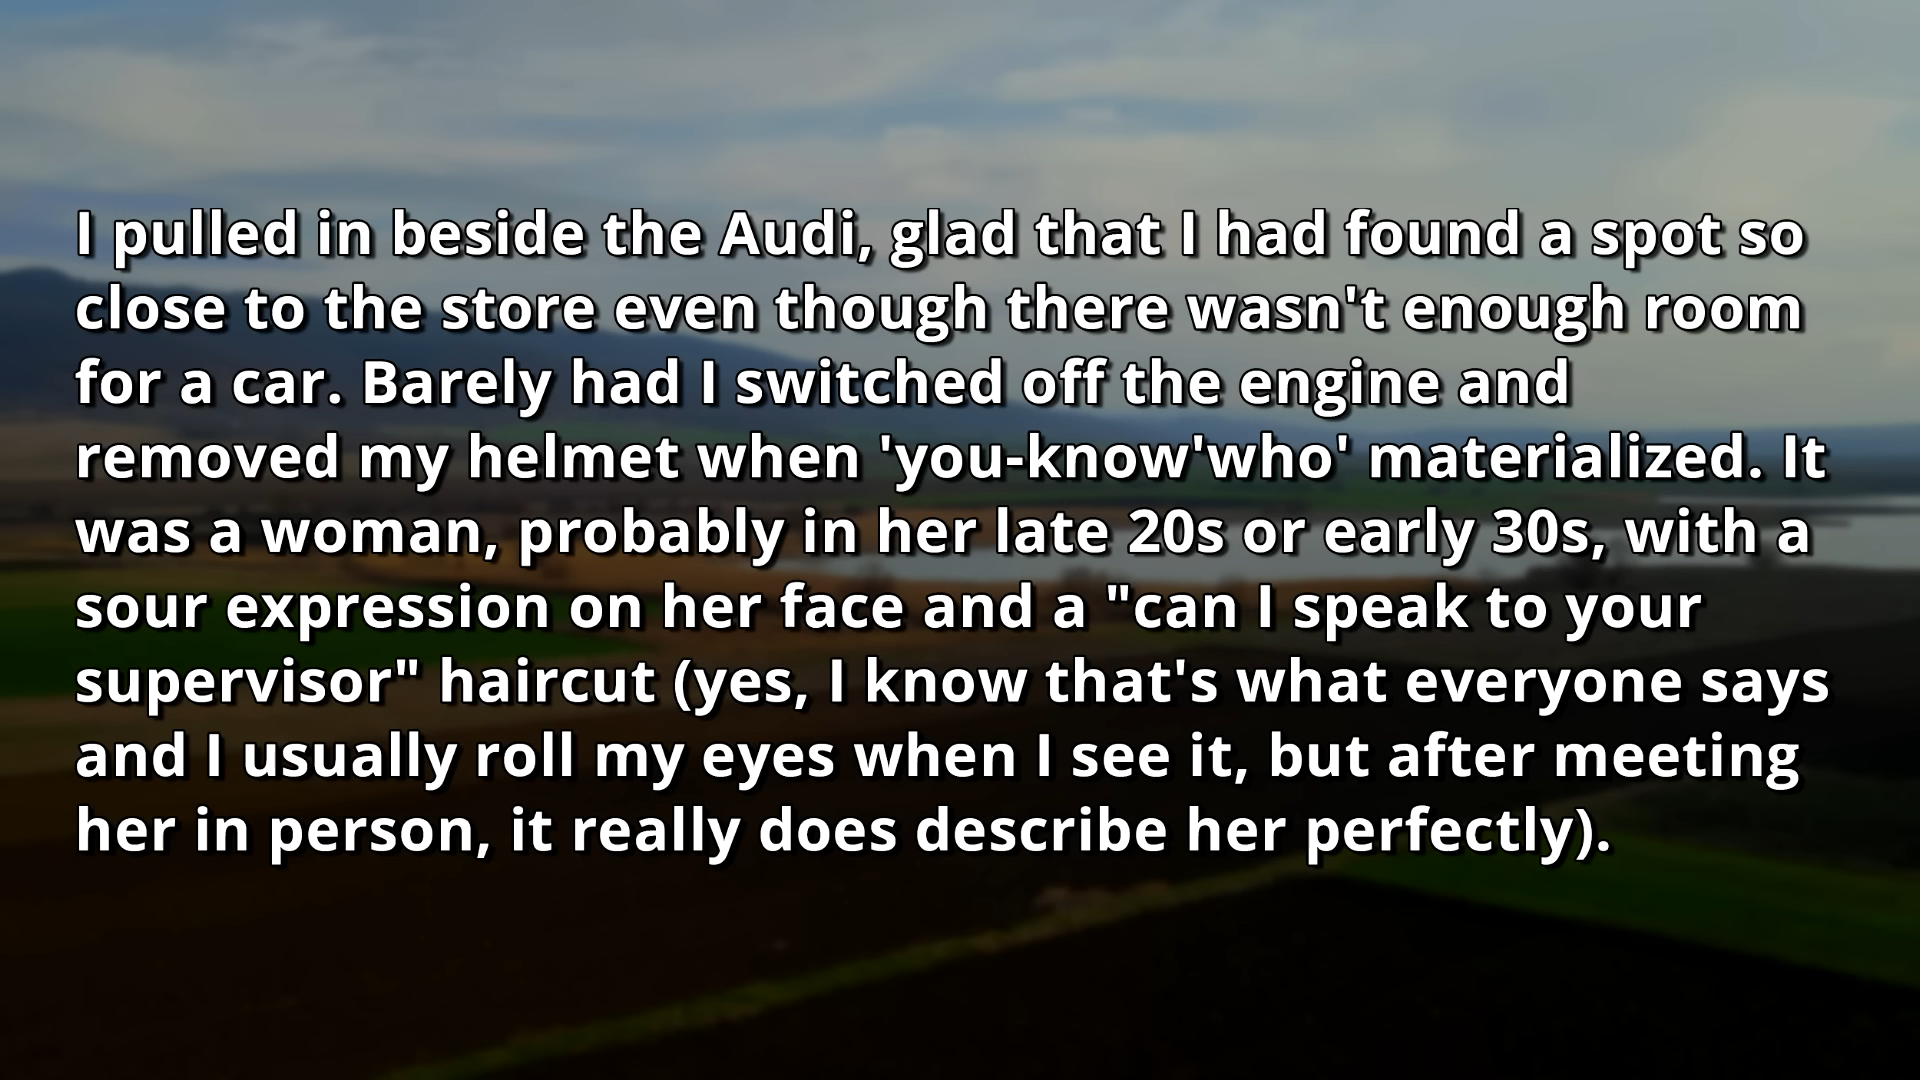 I pulled in beside the Audi, glad that I had found a spot so
close to the store even though there wasn't enough room
for a car. Barely had I switched off the engine and
removed my helmet when 'you-know'who' materialized. It
was a woman, probably in her late 20s or early 30s, with a
sour expression on her face and a "can I speak to your
supervisor" haircut (yes, I know that's what everyone says
and I usually roll my eyes when I see it, but after meeting
her in person, it really does describe her perfectly).